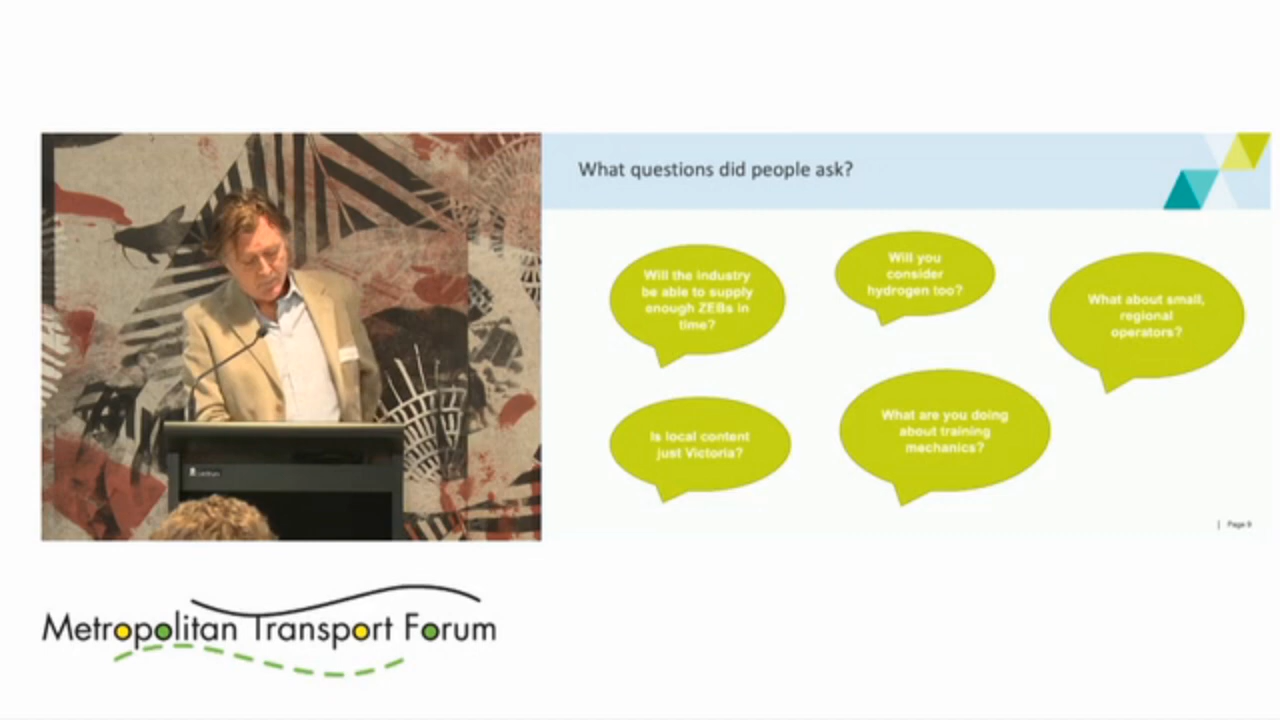 What questions did people ask?
Will the industry
be able to supply
enough ZEBs in
time?
Will you
consider
hydrogen too?
What about small,
regional
operators?
Is local content
just Victoria?
What are you doing
about training
mechanics?
| Page 9
Metropolitan Transport Forum